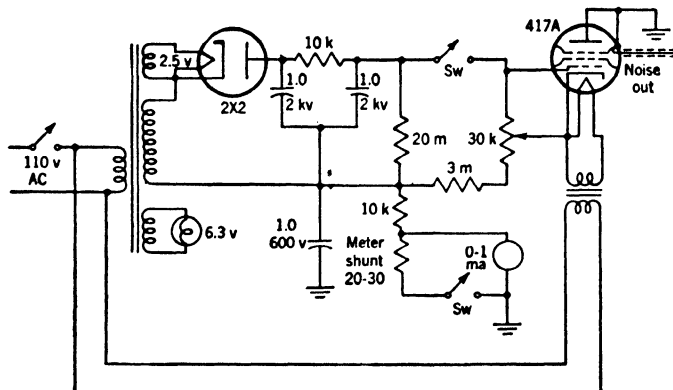 417A
10 k
2.5 v
1.0
2 kv
1.0
2 kv
2X2
Sw
Noise
out
110 v
AC
20 m
30 k
3 m
10 k
6.3 v
1.0
600 v
Meter
shunt
20-30
0-1
ma
Sw